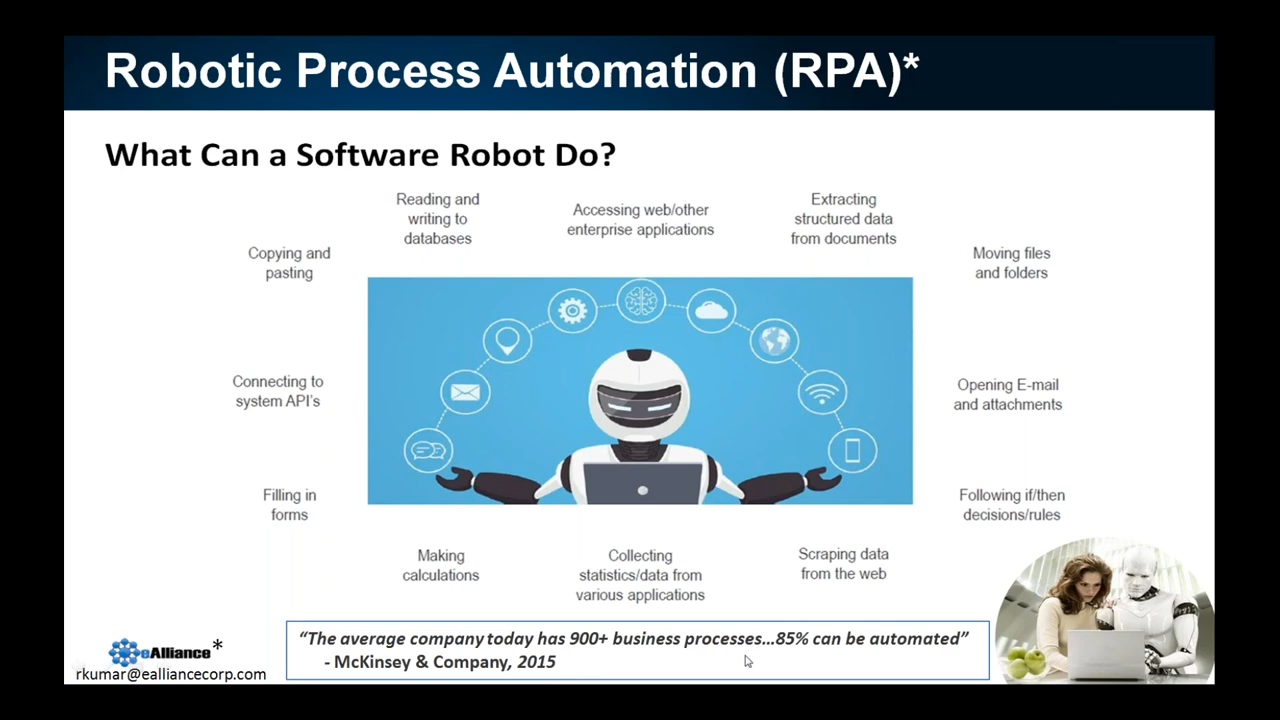 Robotic Process Automation (RPA)*
What Can a Software Robot Do?
Reading and
writing to
databases
Accessing web/other
enterprise applications
Extracting
structured data
from documents
Copying and
pasting
Moving files
and folders
Connecting to
system API's
Opening E-mail
and attachments
Filling in
forms
Following if/then
decisions/rules
Making
calculations
Collecting
statistics/data from
various applications
Scraping data
from the web
“The average company today has 900+ business processes...85% can be automated”
- McKinsey & Company, 2015
eAlliance*
rkumar@ealliancecorp.com